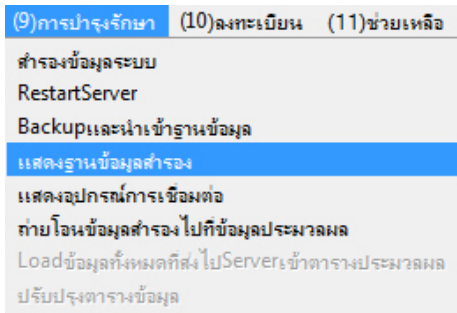 (9)การบำรุงรักษา (10)ลงทะเบียน (11)ช่วยเหลือ
สำรองข้อมูลระบบ
RestartServer
Backupและนำเข้าฐานข้อมูล
แสดงฐานข้อมูลสำรอง
แสดงอุปกรณ์การเชื่อมต่อ
ถ่ายโอนข้อมูลสำรองไปที่ข้อมูลประมวลผล
Loadข้อมูลทั้งหมดที่ส่งไปServerเข้าตารางประมวลผล
ปรับปรุงตารางข้อมูล